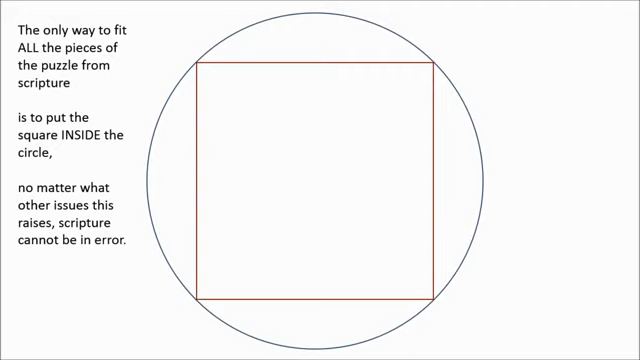 The only way to fit
ALL the pieces of
the puzzle from
scripture
is to put the
square INSIDE the
circle,
no matter what
other issues this
raises, scripture
cannot be in error.